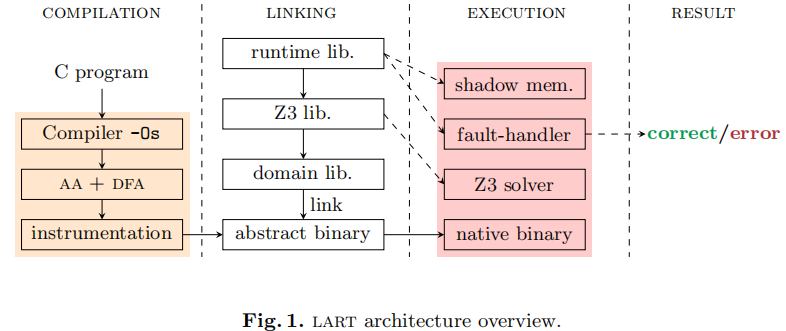 COMPILATION LINKING EXECUTION RESULT
C program
Compiler -Os
AA + DFA
instrumentation
runtime lib.
Z3 lib.
domain lib.
link
abstract binary
shadow mem.
fault-handler
Z3 solver
native binary
correct/error
Fig. 1. LART architecture overview.